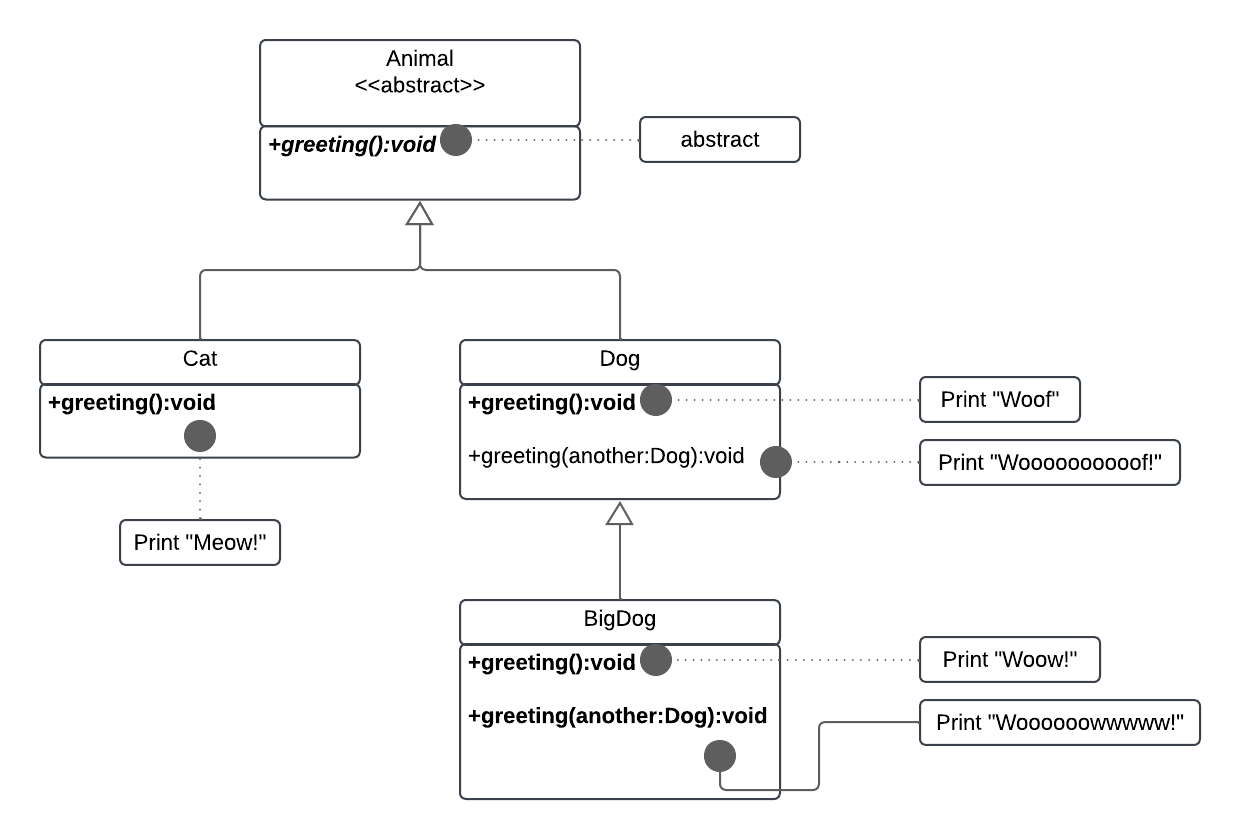 Animal
<<abstract>>
+greeting():void
abstract
Cat
+greeting():void
Print "Meow!"
Dog
+greeting():void
Print "Woof"
+greeting(another:Dog):void
Print "Woooooooooof!"
BigDog
+greeting():void
Print "Woow!"
+greeting(another:Dog):void
Print "Woooooowwwww!"